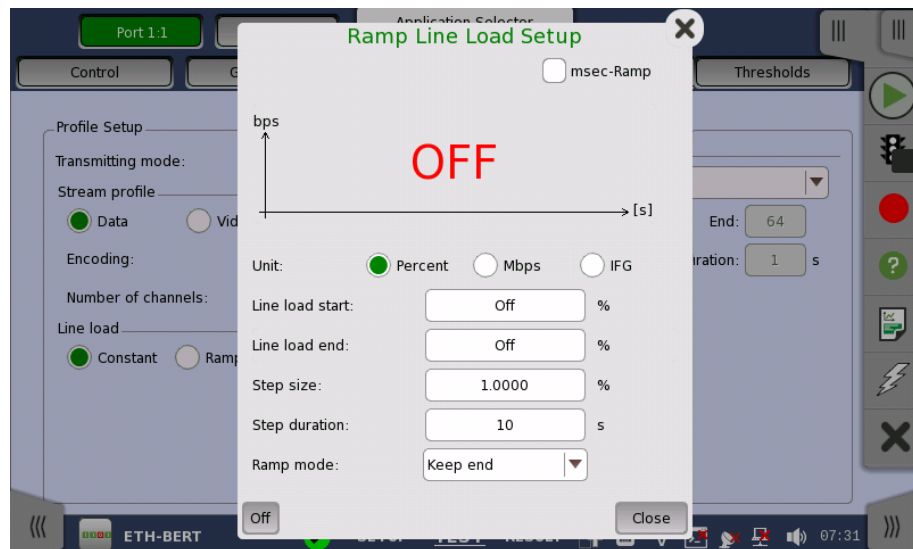 Port 1:1
Ramp Line Load Setup
Control
msec-Ramp
Thresholds
Profile Setup
bps
Transmitting mode:
OFF
Stream profile
[s]
Data
End: 64
Encoding:
Unit: Percent Mbps IFG
1 s
Number of channels:
Line load start: Off %
Line load
Line load end: Off %
Constant
Step size: 1.0000 %
Step duration: 10 s
Ramp mode: Keep end
Off
Close
ETH-BERT
07:31